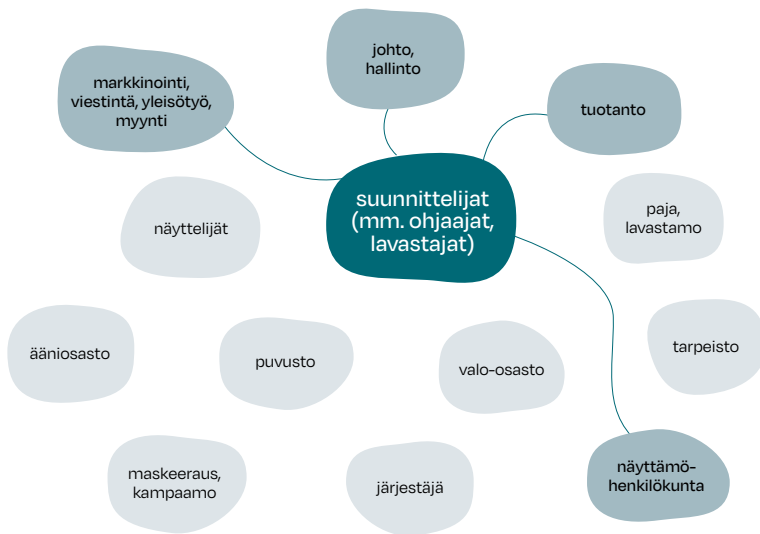 johto,
hallinto
markkinointi,
viestintä, yleisötyö,
myynti
tuotanto
suunnittelijat
(mm. ohjaajat,
lavastajat)
näyttelijät
paja,
lavastamo
ääniosasto
puvusto
valo-osasto
tarpeisto
maskeeraus,
kampaamo
järjestäjä
näyttämö-
henkilökunta